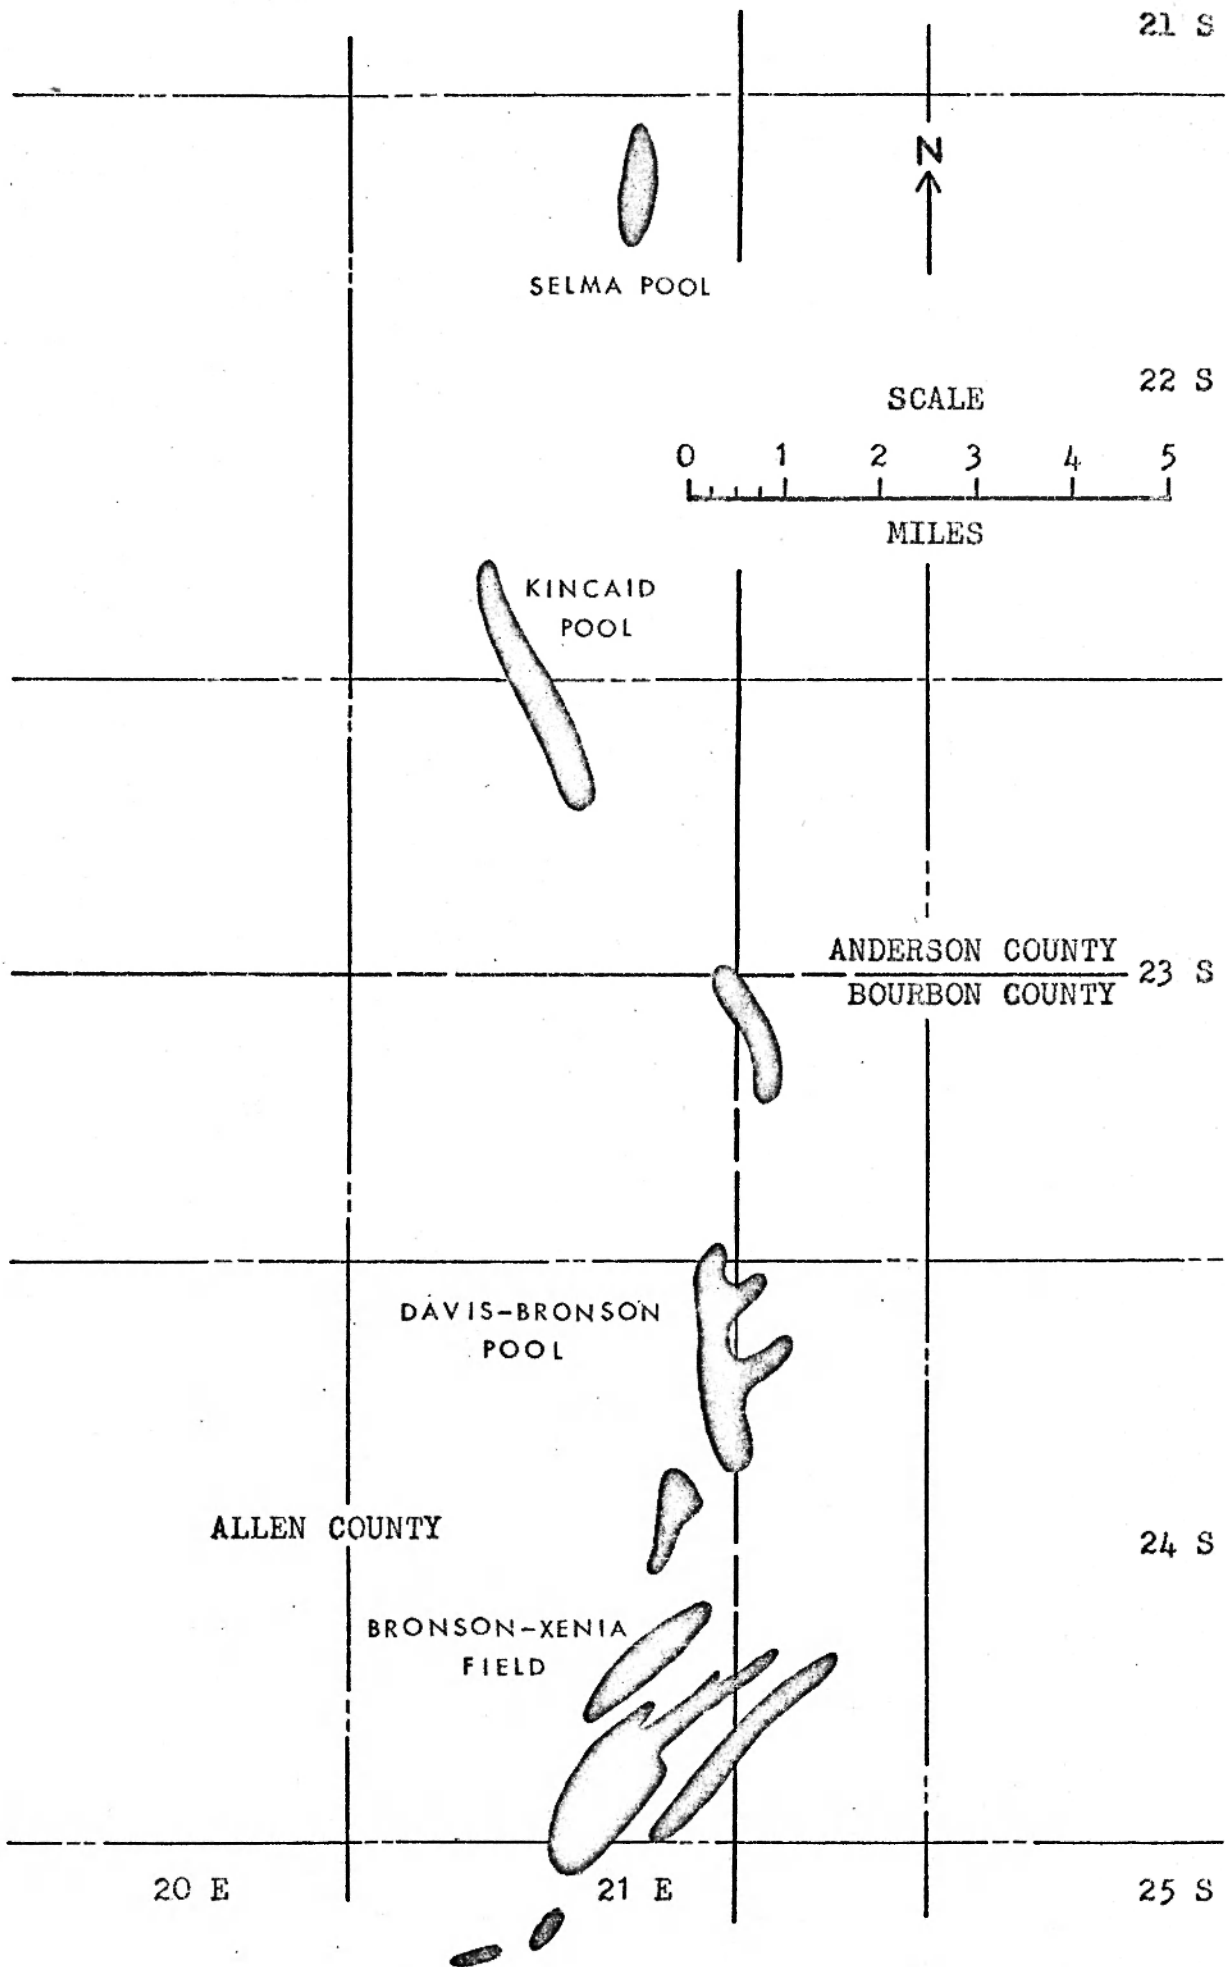 21 S
N
SELMA POOL
22 S
SCALE
0 1 2 3 4 5
MILES
KINCAID
POOL
ANDERSON COUNTY
23 S
BOURBON COUNTY
DAVIS-BRONSON
POOL
ALLEN COUNTY
24 S
BRONSON-XENIA
FIELD
20 E
21 E
25 S